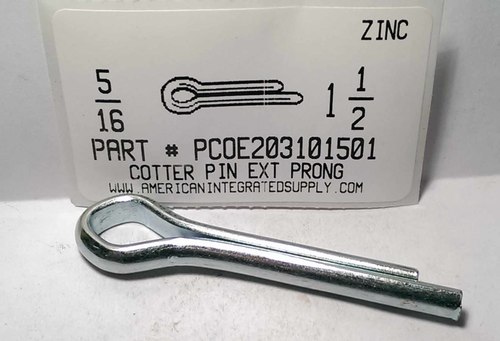 ZINC
5/16
1 1/2
PART # PCOE203101501
COTTER PIN EXT PRONG
WWW.AMERICANINTEGRATEDSUPPLY.COM